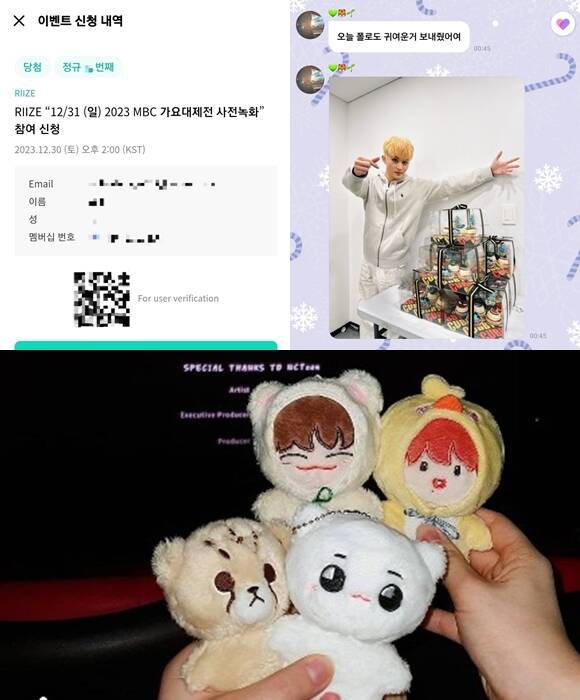 이벤트 신청 내역
당첨
정규 번째
RIIZE
RIIZE “12/31 (일) 2023 MBC 가요대제전 사전녹화”
참여 신청
2023.12.30 (토) 오후 2:00 (KST)
Email
이름
성
멤버십 번호
For user verification
오늘 폴로도 귀여운거 보내줬어여
00:45
00:45
SPECIAL THANKS TO NCTzen
Artist
Executive Producer
Producer